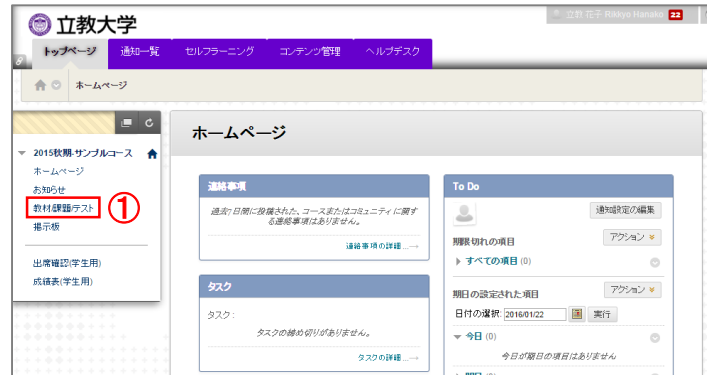 立教大学
立教 花子 Rikkyo Hanako 22
トップページ 通知一覧 セルフラーニング コンテンツ管理 ヘルプデスク
ホームページ
2015秋期-サンプルコース
ホームページ
お知らせ
教材/課題/テスト ①
掲示板
出席確認(学生用)
成績表(学生用)
ホームページ
連絡事項
過去7日間に投稿された、コースまたはコミュニティに関す
る連絡事項はありません。
連絡事項の詳細...
タスク
タスク:
タスクの締め切りがありません。
タスクの詳細...
To Do
通知設定の編集
期限切れの項目 アクション
すべての項目 (0)
期日の設定された項目 アクション
日付の選択: 2016/01/22 実行
今日 (0)
今日が期日の項目はありません